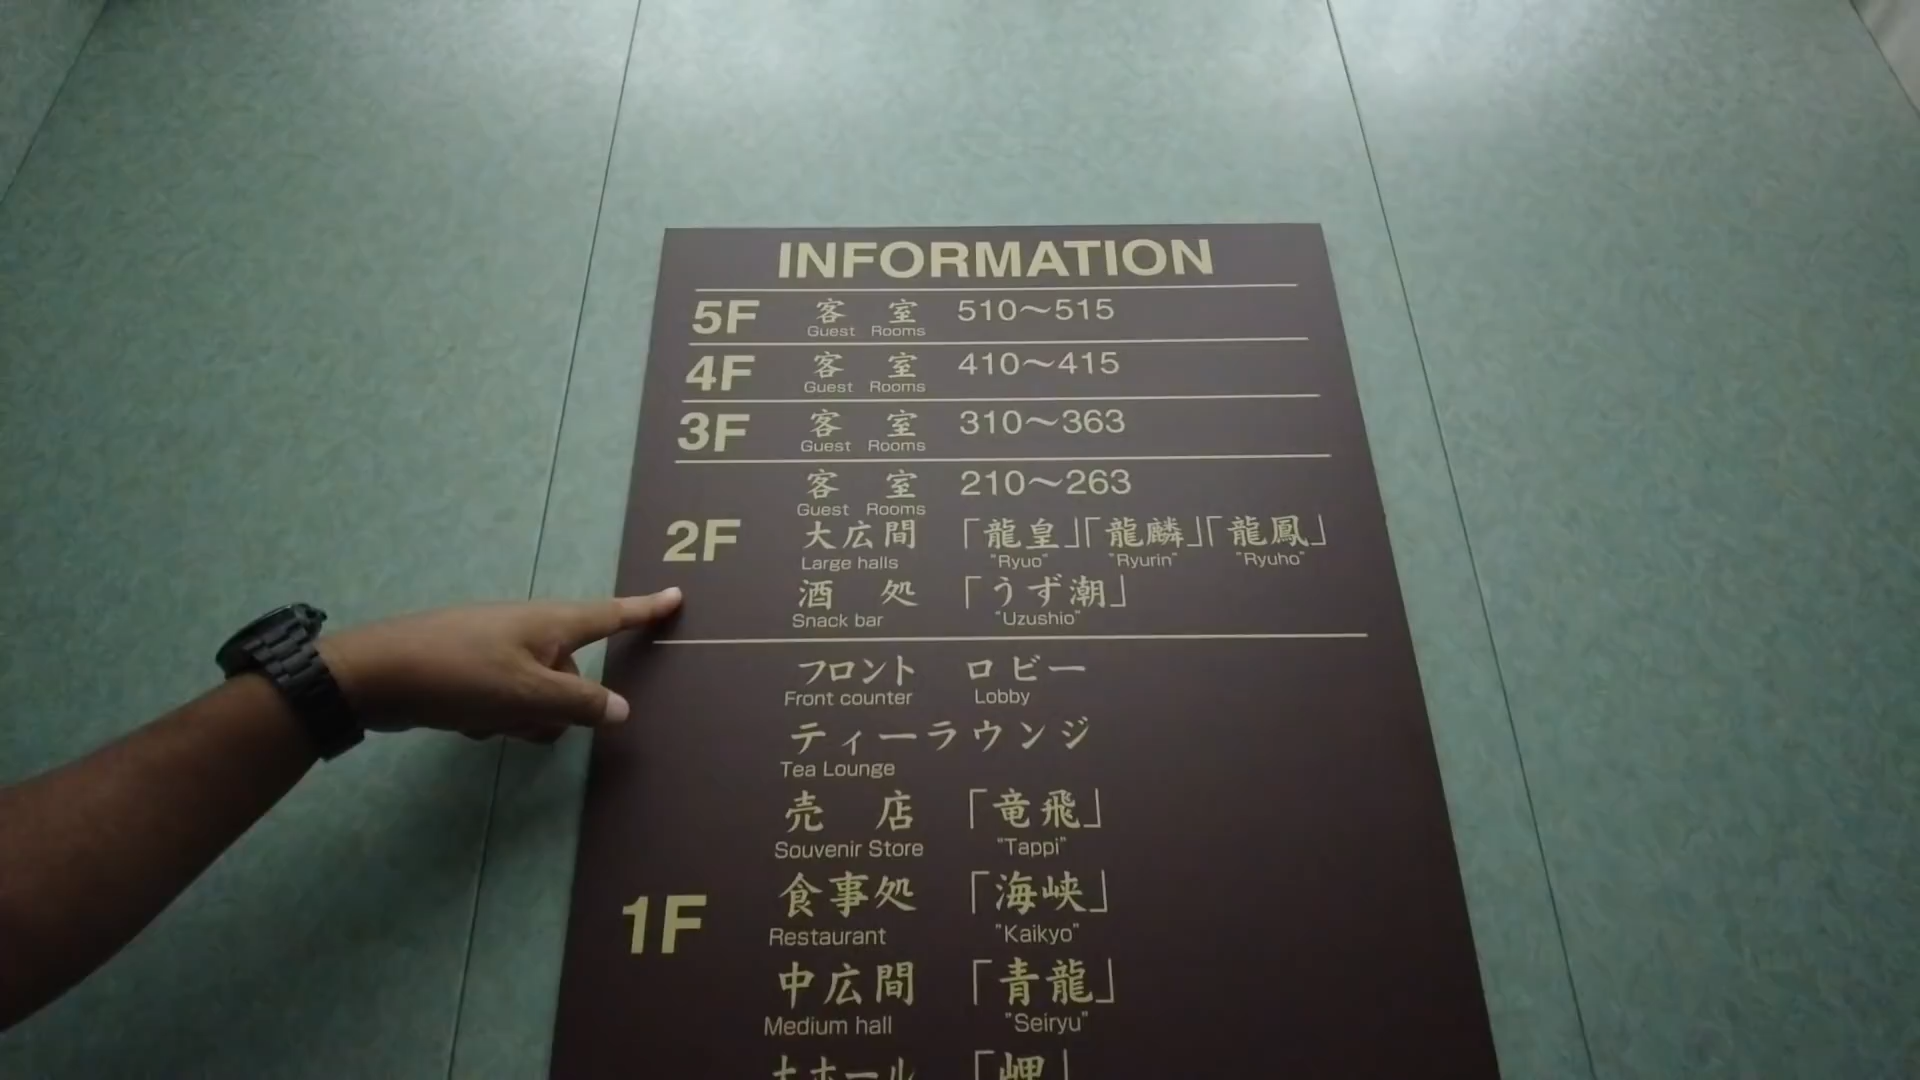 INFORMATION
5F 客室 510〜515
Guest Rooms
4F 客室 410〜415
Guest Rooms
3F 客室 310〜363
Guest Rooms
客室 210〜263
Guest Rooms
2F 大広間 「龍皇」「龍麟」「龍鳳」
Large halls "Ryuo" "Ryurin" "Ryuho"
酒処 「うず潮」
Snack bar "Uzushio"
フロント ロビー
Front counter Lobby
ティーラウンジ
Tea Lounge
売店 「竜飛」
Souvenir Store "Tappi"
1F 食事処 「海峡」
Restaurant "Kaikyo"
中広間 「青龍」
Medium hall "Seiryu"
ホール 「岬」